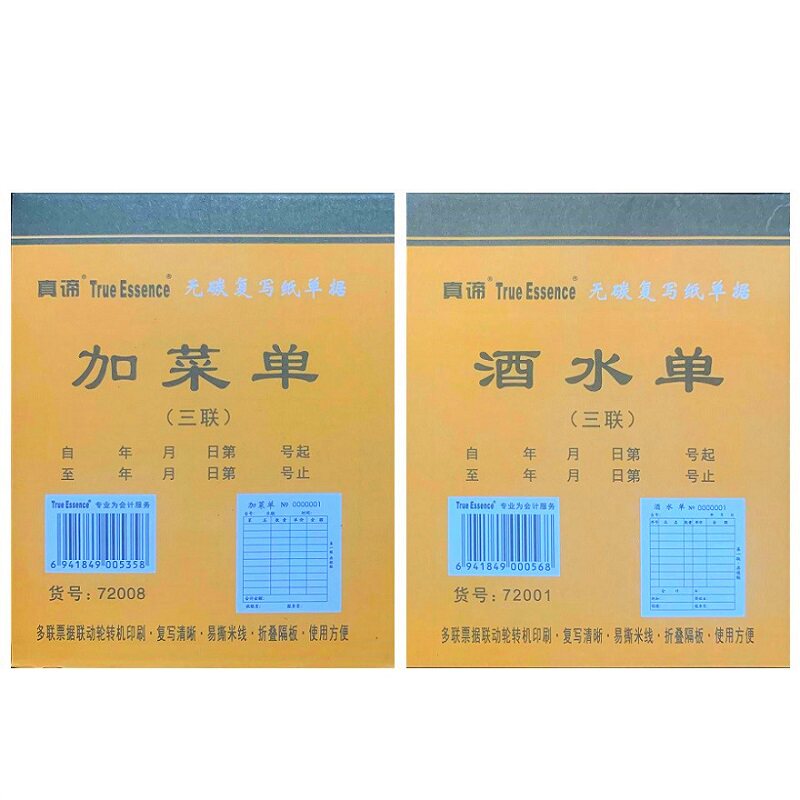 真谛® True Essence® 无碳复写纸单据
加菜单
（三联）
自 年 月 日第 号起
至 年 月 日第 号止
True Essence® 专业为会计服务
6 941849 005358
货号：72008
加菜单 № 0000001
多联票据联动轮转机印刷·复写清晰·易撕米线·折叠隔板·使用方便
真谛® True Essence® 无碳复写纸单据
酒水单
（三联）
自 年 月 日第 号起
至 年 月 日第 号止
True Essence® 专业为会计服务
6 941849 000568
货号：72001
酒水单 № 0000001
多联票据联动轮转机印刷·复写清晰·易撕米线·折叠隔板·使用方便